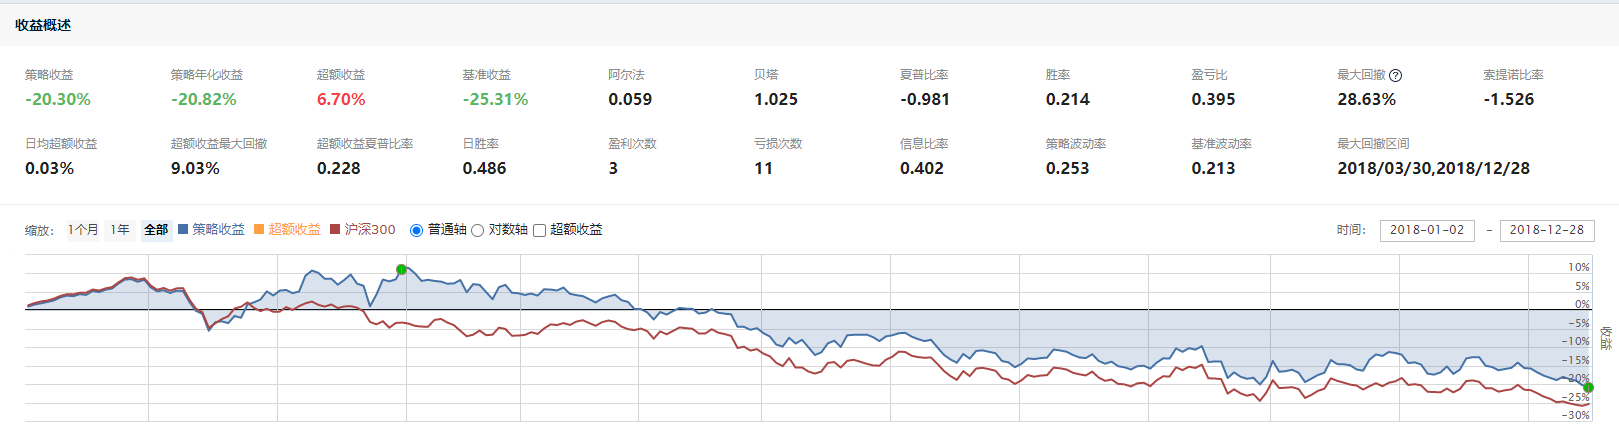 收益概述
策略收益 策略年化收益 超额收益 基准收益 阿尔法 贝塔 夏普比率 胜率 盈亏比 最大回撤 ? 索提诺比率
-20.30% -20.82% 6.70% -25.31% 0.059 1.025 -0.981 0.214 0.395 28.63% -1.526
日均超额收益 超额收益最大回撤 超额收益夏普比率 日胜率 盈利次数 亏损次数 信息比率 策略波动率 基准波动率 最大回撤区间
0.03% 9.03% 0.228 0.486 3 11 0.402 0.253 0.213 2018/03/30,2018/12/28
缩放: 1个月 1年 全部 策略收益 超额收益 沪深300 普通轴 对数轴 超额收益 时间: 2018-01-02 - 2018-12-28
10%
5%
0%
-5%
-10%
-15%
-20%
-25%
-30%
收益